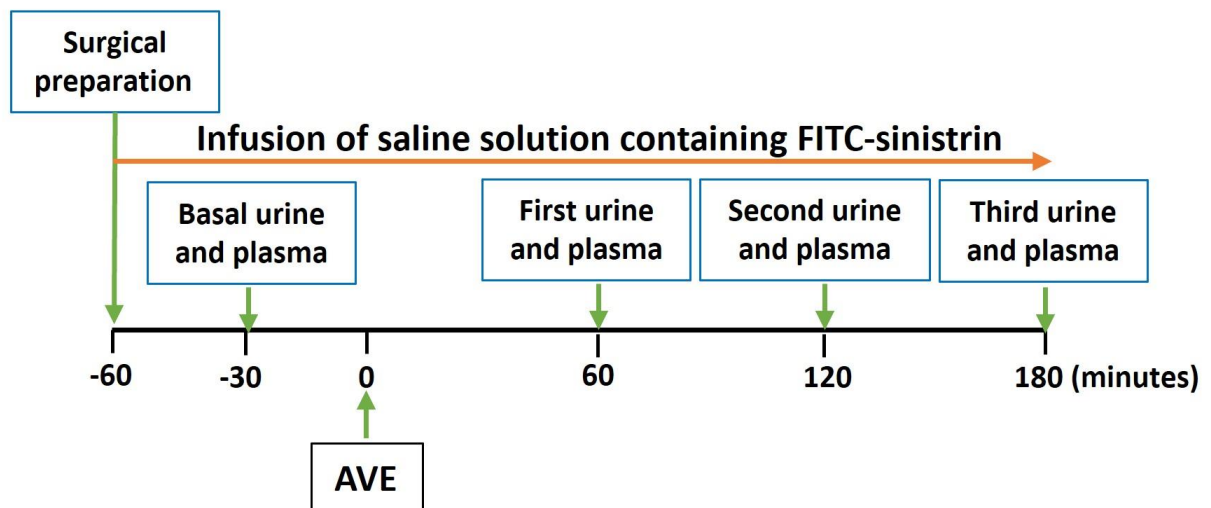 Surgical
preparation
Infusion of saline solution containing FITC-sinistrin
Basal urine
and plasma
First urine
and plasma
Second urine
and plasma
Third urine
and plasma
-60 -30 0 60 120 180 (minutes)
AVE